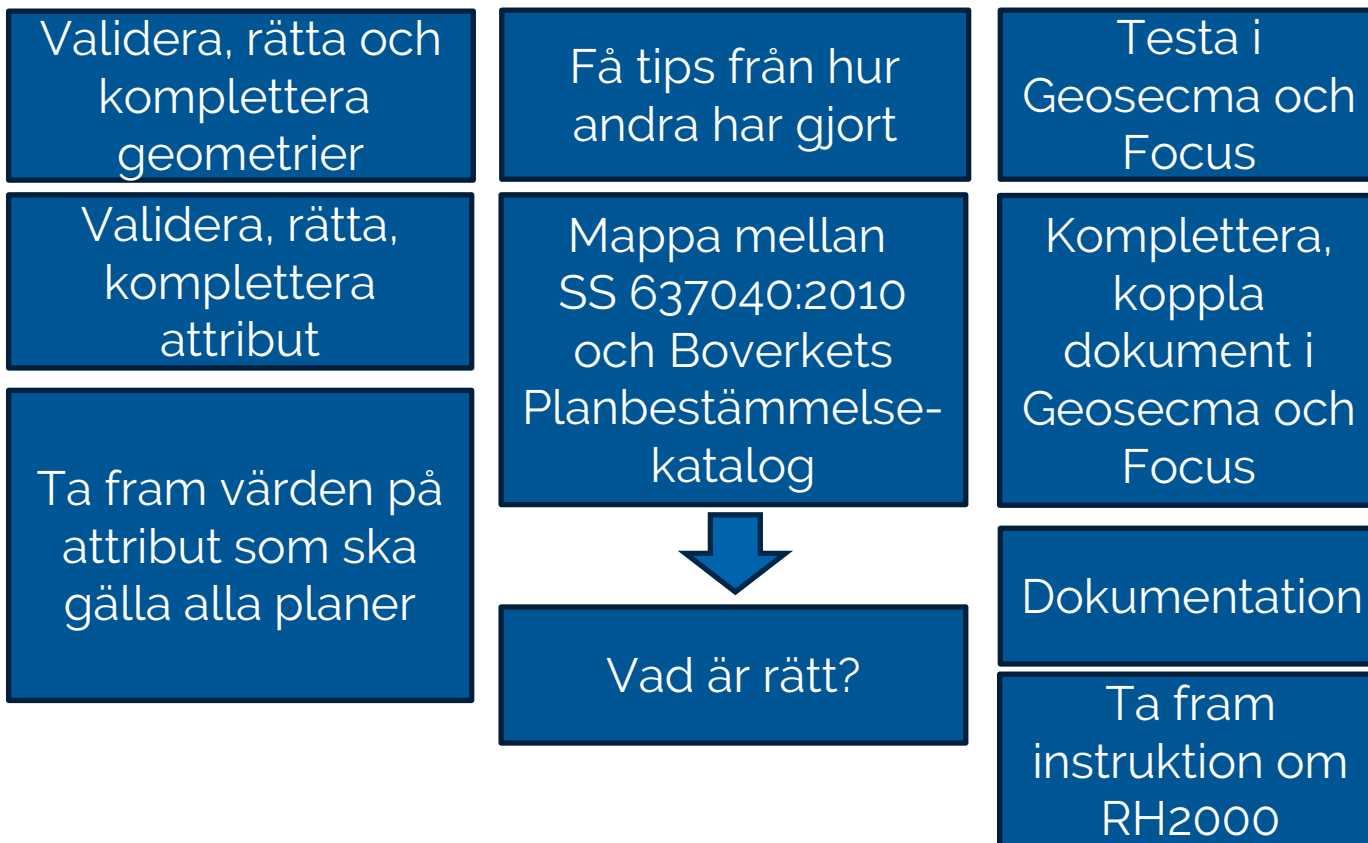 Validera, rätta och
komplettera
geometrier
Validera, rätta,
komplettera
attribut
Ta fram värden på
attribut som ska
gälla alla planer
Få tips från hur
andra har gjort
Mappa mellan
SS 637040:2010
och Boverkets
Planbestämmelse-
katalog
Vad är rätt?
Testa i
Geosecma och
Focus
Komplettera,
koppla
dokument i
Geosecma och
Focus
Dokumentation
Ta fram
instruktion om
RH2000